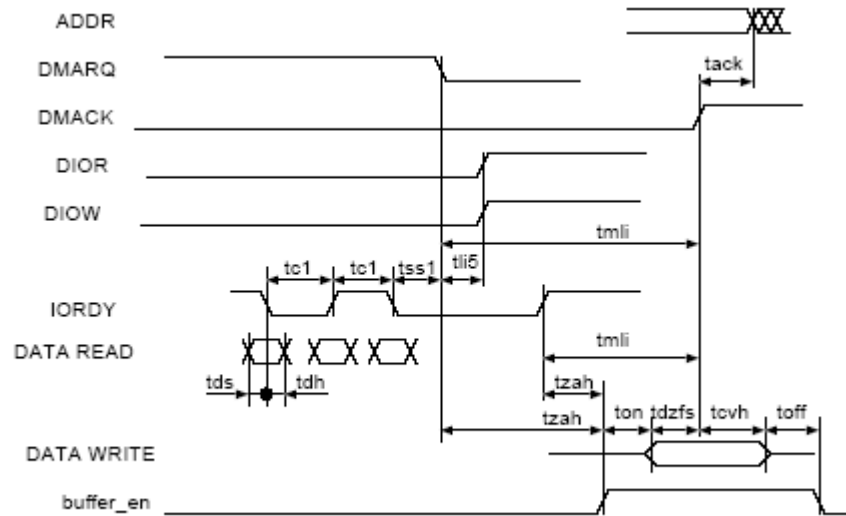 ADDR
DMARQ
tack
DMACK
DIOR
DIOW
tmli
tc1 tc1 tss1 tli5
IORDY
DATA READ
tmli
tds tdh
tzah
tzah ton tdzfs tcvh toff
DATA WRITE
buffer_en